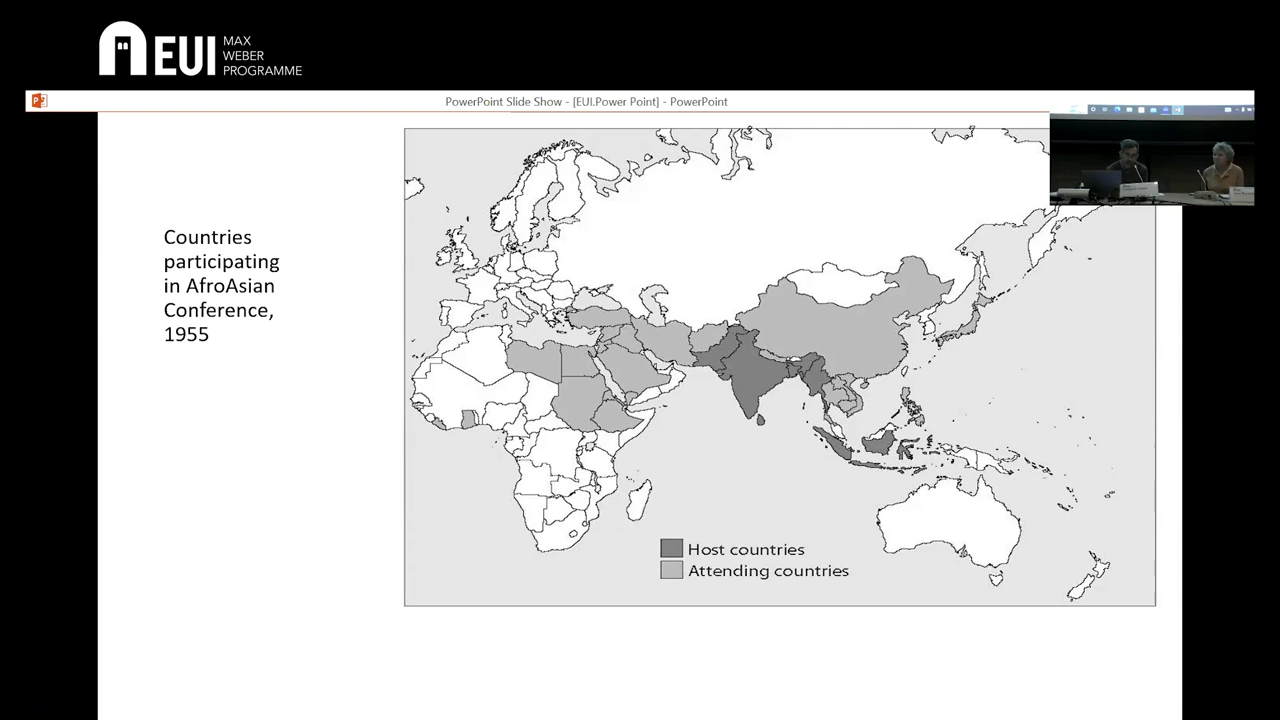 EUI
MAX
WEBER
PROGRAMME
PowerPoint Slide Show - [EUI.Power Point] - PowerPoint
Countries
participating
in AfroAsian
Conference,
1955
Host countries
Attending countries